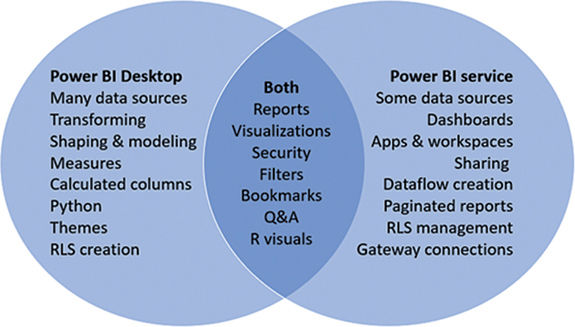 Power BI Desktop
Many data sources
Transforming
Shaping & modeling
Measures
Calculated columns
Python
Themes
RLS creation
Both
Reports
Visualizations
Security
Filters
Bookmarks
Q&A
R visuals
Power BI service
Some data sources
Dashboards
Apps & workspaces
Sharing
Dataflow creation
Paginated reports
RLS management
Gateway connections